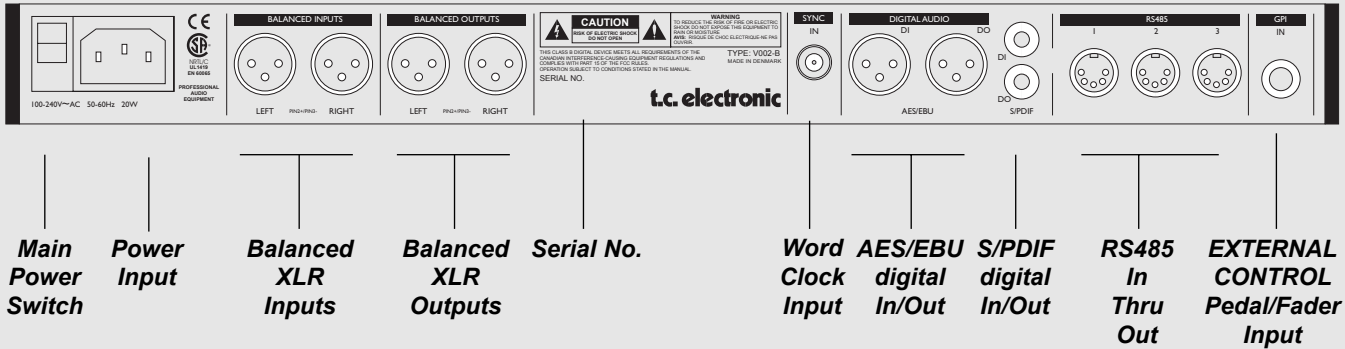 CE
SA
NRTL/C
UL1419
EN 60065
PROFESSIONAL
AUDIO
EQUIPMENT
100-240V~AC 50-60Hz 20W
BALANCED INPUTS
LEFT PIN2+/PIN3- RIGHT
BALANCED OUTPUTS
LEFT PIN2+/PIN3- RIGHT
CAUTION
RISK OF ELECTRIC SHOCK
DO NOT OPEN
WARNING
TO REDUCE THE RISK OF FIRE OR ELECTRIC
SHOCK DO NOT EXPOSE THIS EQUIPMENT TO
RAIN OR MOISTURE
AVIS: RISQUE DE CHOC ELECTRIQUE-NE PAS
OUVRIR.
THIS CLASS B DIGITAL DEVICE MEETS ALL REQUIREMENTS OF THE
CANADIAN INTERFERENCE-CAUSING EQUIPMENT REGULATIONS AND
COMPLIES WITH PART 15 OF THE FCC RULES.
OPERATION SUBJECT TO CONDITIONS STATED IN THE MANUAL.
SERIAL NO.
TYPE: V002-B
MADE IN DENMARK
t.c. electronic
SYNC
IN
DIGITAL AUDIO
DI DO
AES/EBU
DI
DO
S/PDIF
RS485
1 2 3
GPI
IN
Main
Power
Switch
Power
Input
Balanced
XLR
Inputs
Balanced
XLR
Outputs
Serial No.
Word
Clock
Input
AES/EBU
digital
In/Out
S/PDIF
digital
In/Out
RS485
In
Thru
Out
EXTERNAL
CONTROL
Pedal/Fader
Input